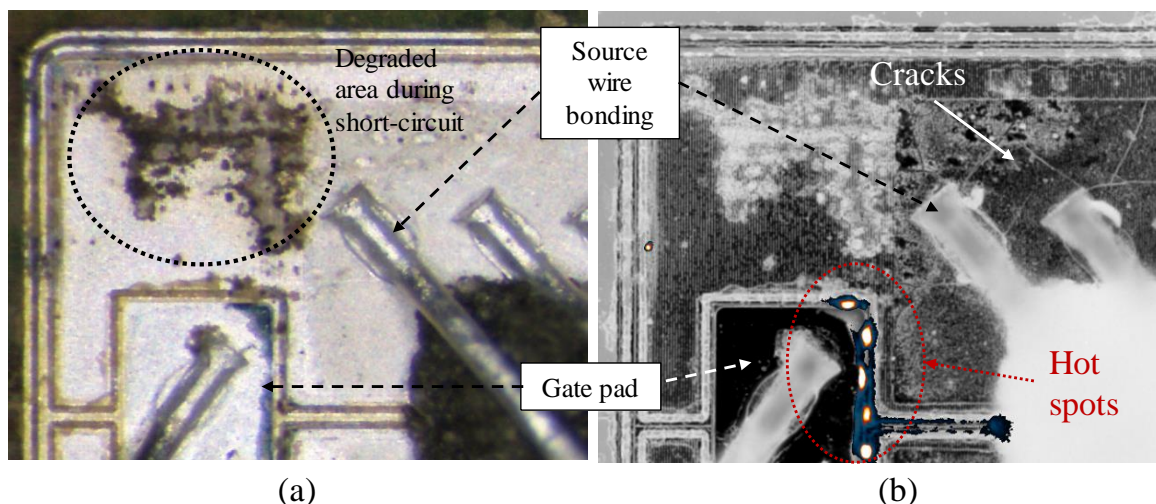 Degraded
area during
short-circuit
Source
wire
bonding
Cracks
Gate pad
Hot
spots
(a)
(b)